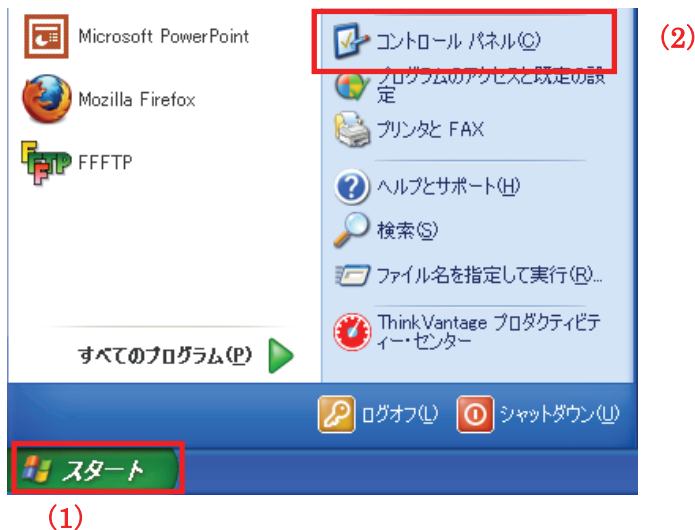 Microsoft PowerPoint
Mozilla Firefox
FFFTP
すべてのプログラム(P)
コントロール パネル(C)
(2)
プログラムのアクセスと既定の設
定
プリンタと FAX
ヘルプとサポート(H)
検索(S)
ファイル名を指定して実行(R)...
ThinkVantage プロダクティビテ
ィー・センター
ログオフ(L)
シャットダウン(U)
スタート
(1)